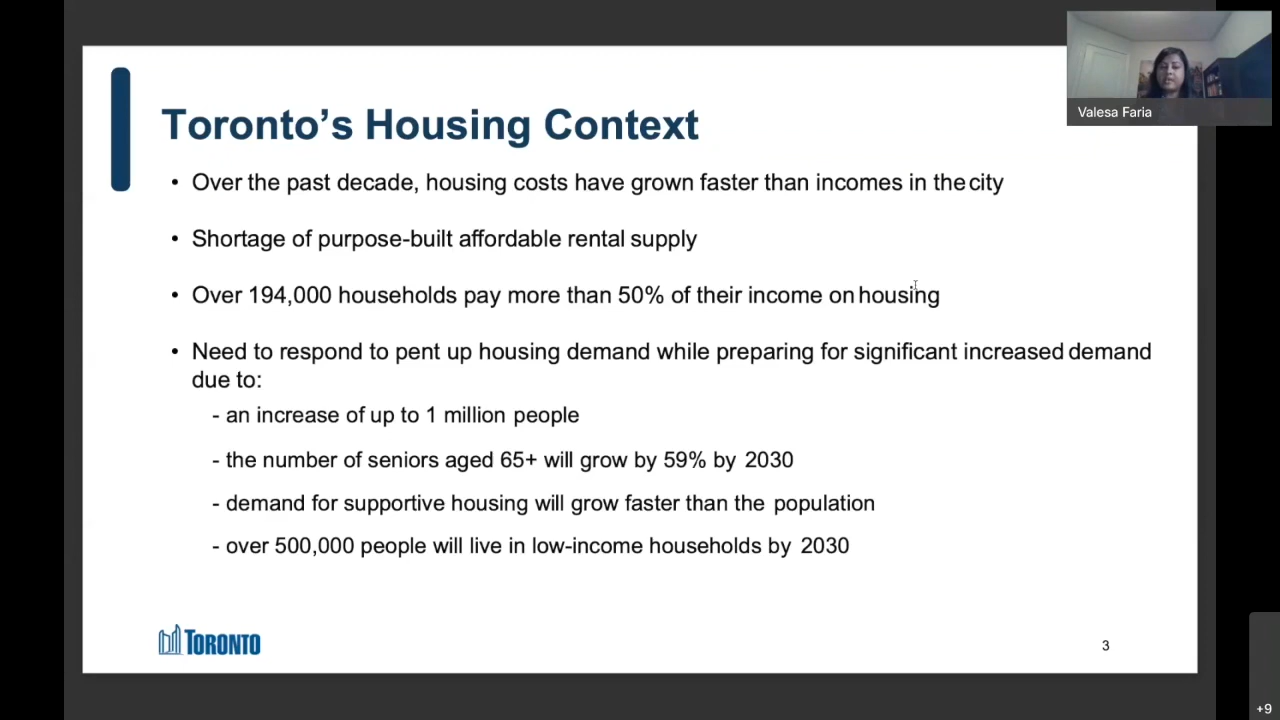 Valesa Faria
Toronto's Housing Context
• Over the past decade, housing costs have grown faster than incomes in the city
• Shortage of purpose-built affordable rental supply
• Over 194,000 households pay more than 50% of their income on housing
• Need to respond to pent up housing demand while preparing for significant increased demand
due to:
- an increase of up to 1 million people
- the number of seniors aged 65+ will grow by 59% by 2030
- demand for supportive housing will grow faster than the population
- over 500,000 people will live in low-income households by 2030
TORONTO
3
+9